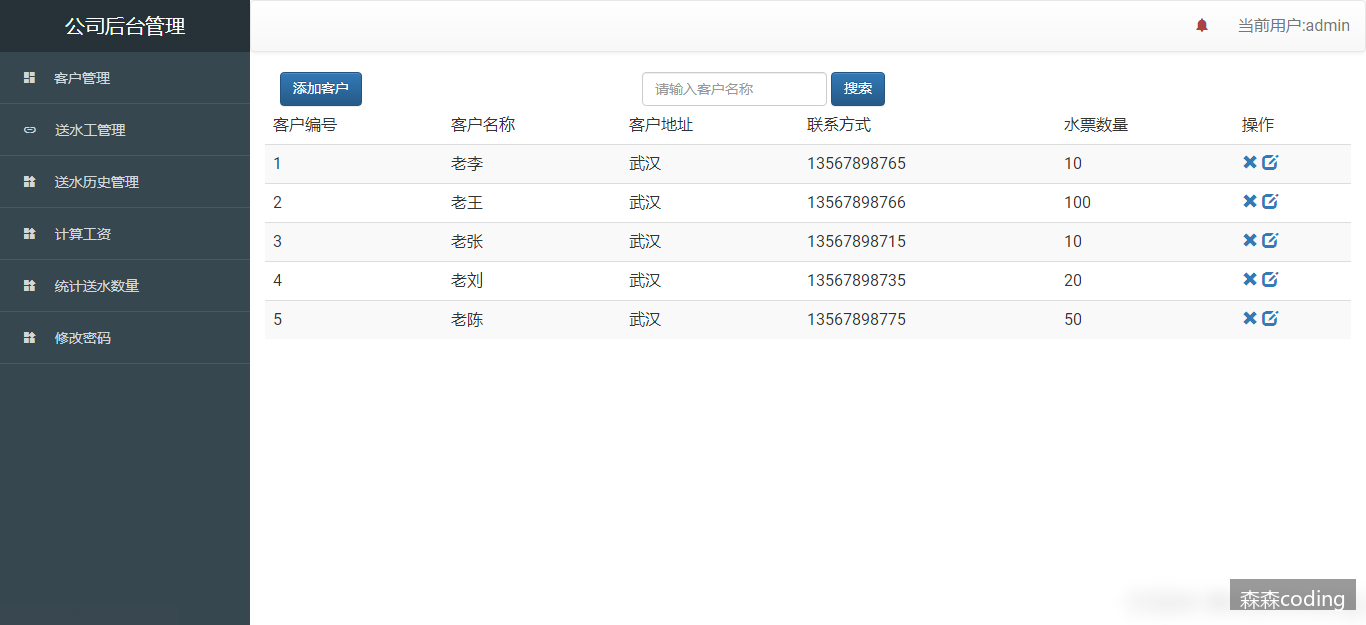 公司后台管理
当前用户:admin
客户管理
送水工管理
送水历史管理
计算工资
统计送水数量
修改密码
添加客户 请输入客户名称 搜索
客户编号 客户名称 客户地址 联系方式 水票数量 操作
1 老李 武汉 13567898765 10
2 老王 武汉 13567898766 100
3 老张 武汉 13567898715 10
4 老刘 武汉 13567898735 20
5 老陈 武汉 13567898775 50
森森coding